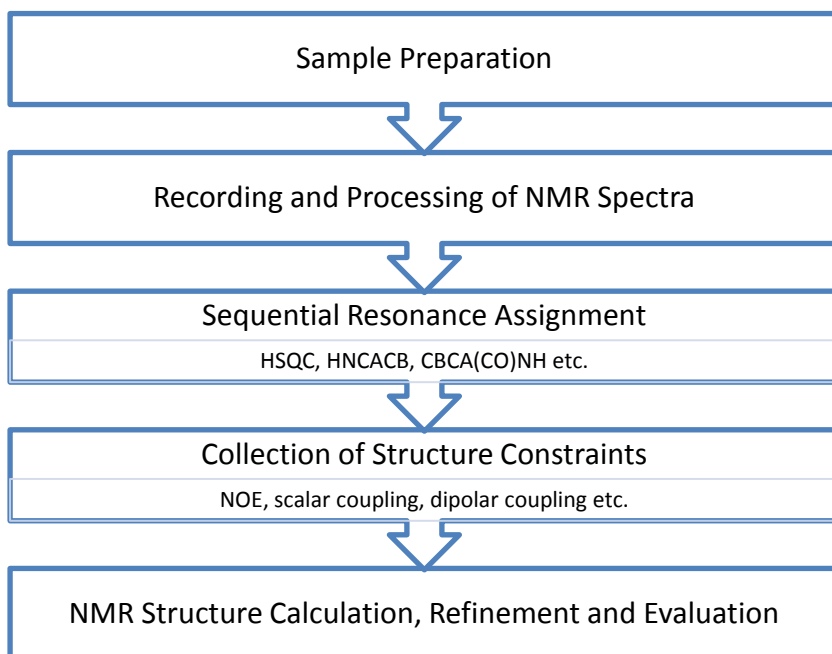 Sample Preparation
Recording and Processing of NMR Spectra
Sequential Resonance Assignment
HSQC, HNCACB, CBCA(CO)NH etc.
Collection of Structure Constraints
NOE, scalar coupling, dipolar coupling etc.
NMR Structure Calculation, Refinement and Evaluation